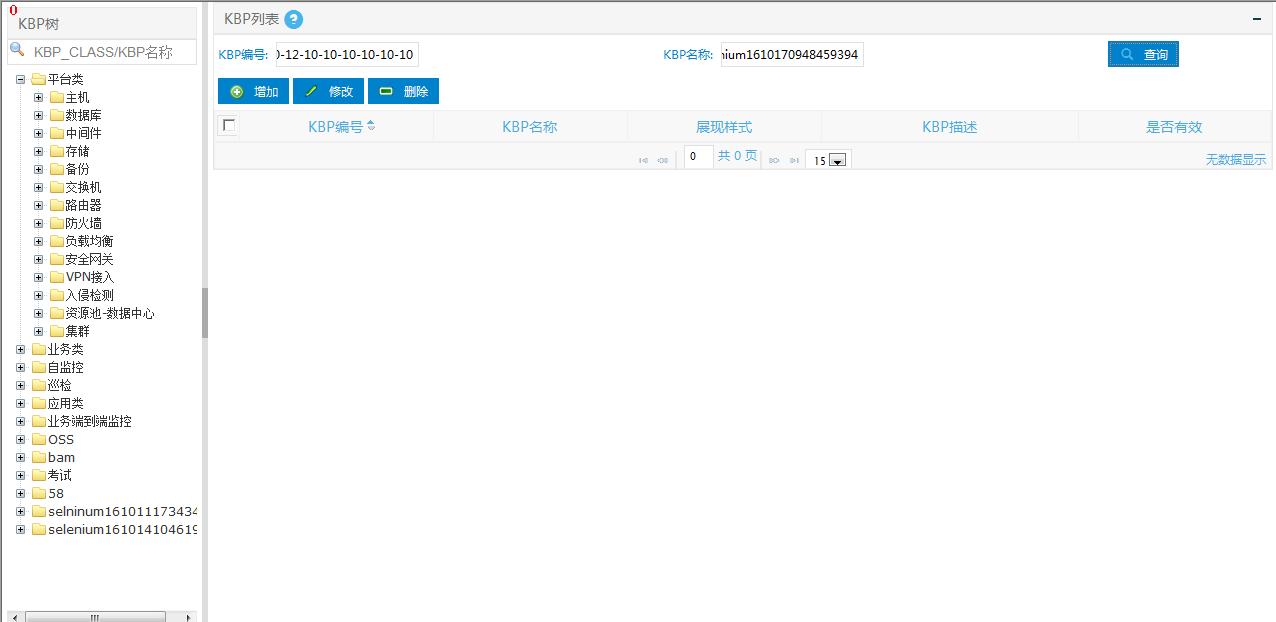 0
KBP树
KBP_CLASS/KBP名称
平台类
主机
数据库
中间件
存储
备份
交换机
路由器
防火墙
负载均衡
安全网关
VPN接入
入侵检测
资源池-数据中心
集群
业务类
自监控
巡检
应用类
业务端到端监控
OSS
bam
考试
58
selninum161011173434
selenium161014104619
KBP列表 ?
KBP编号: )-12-10-10-10-10-10-10 KBP名称: nium1610170948459394 查询
增加 修改 删除
KBP编号 KBP名称 展现样式 KBP描述 是否有效
0 共 0 页 15 无数据显示